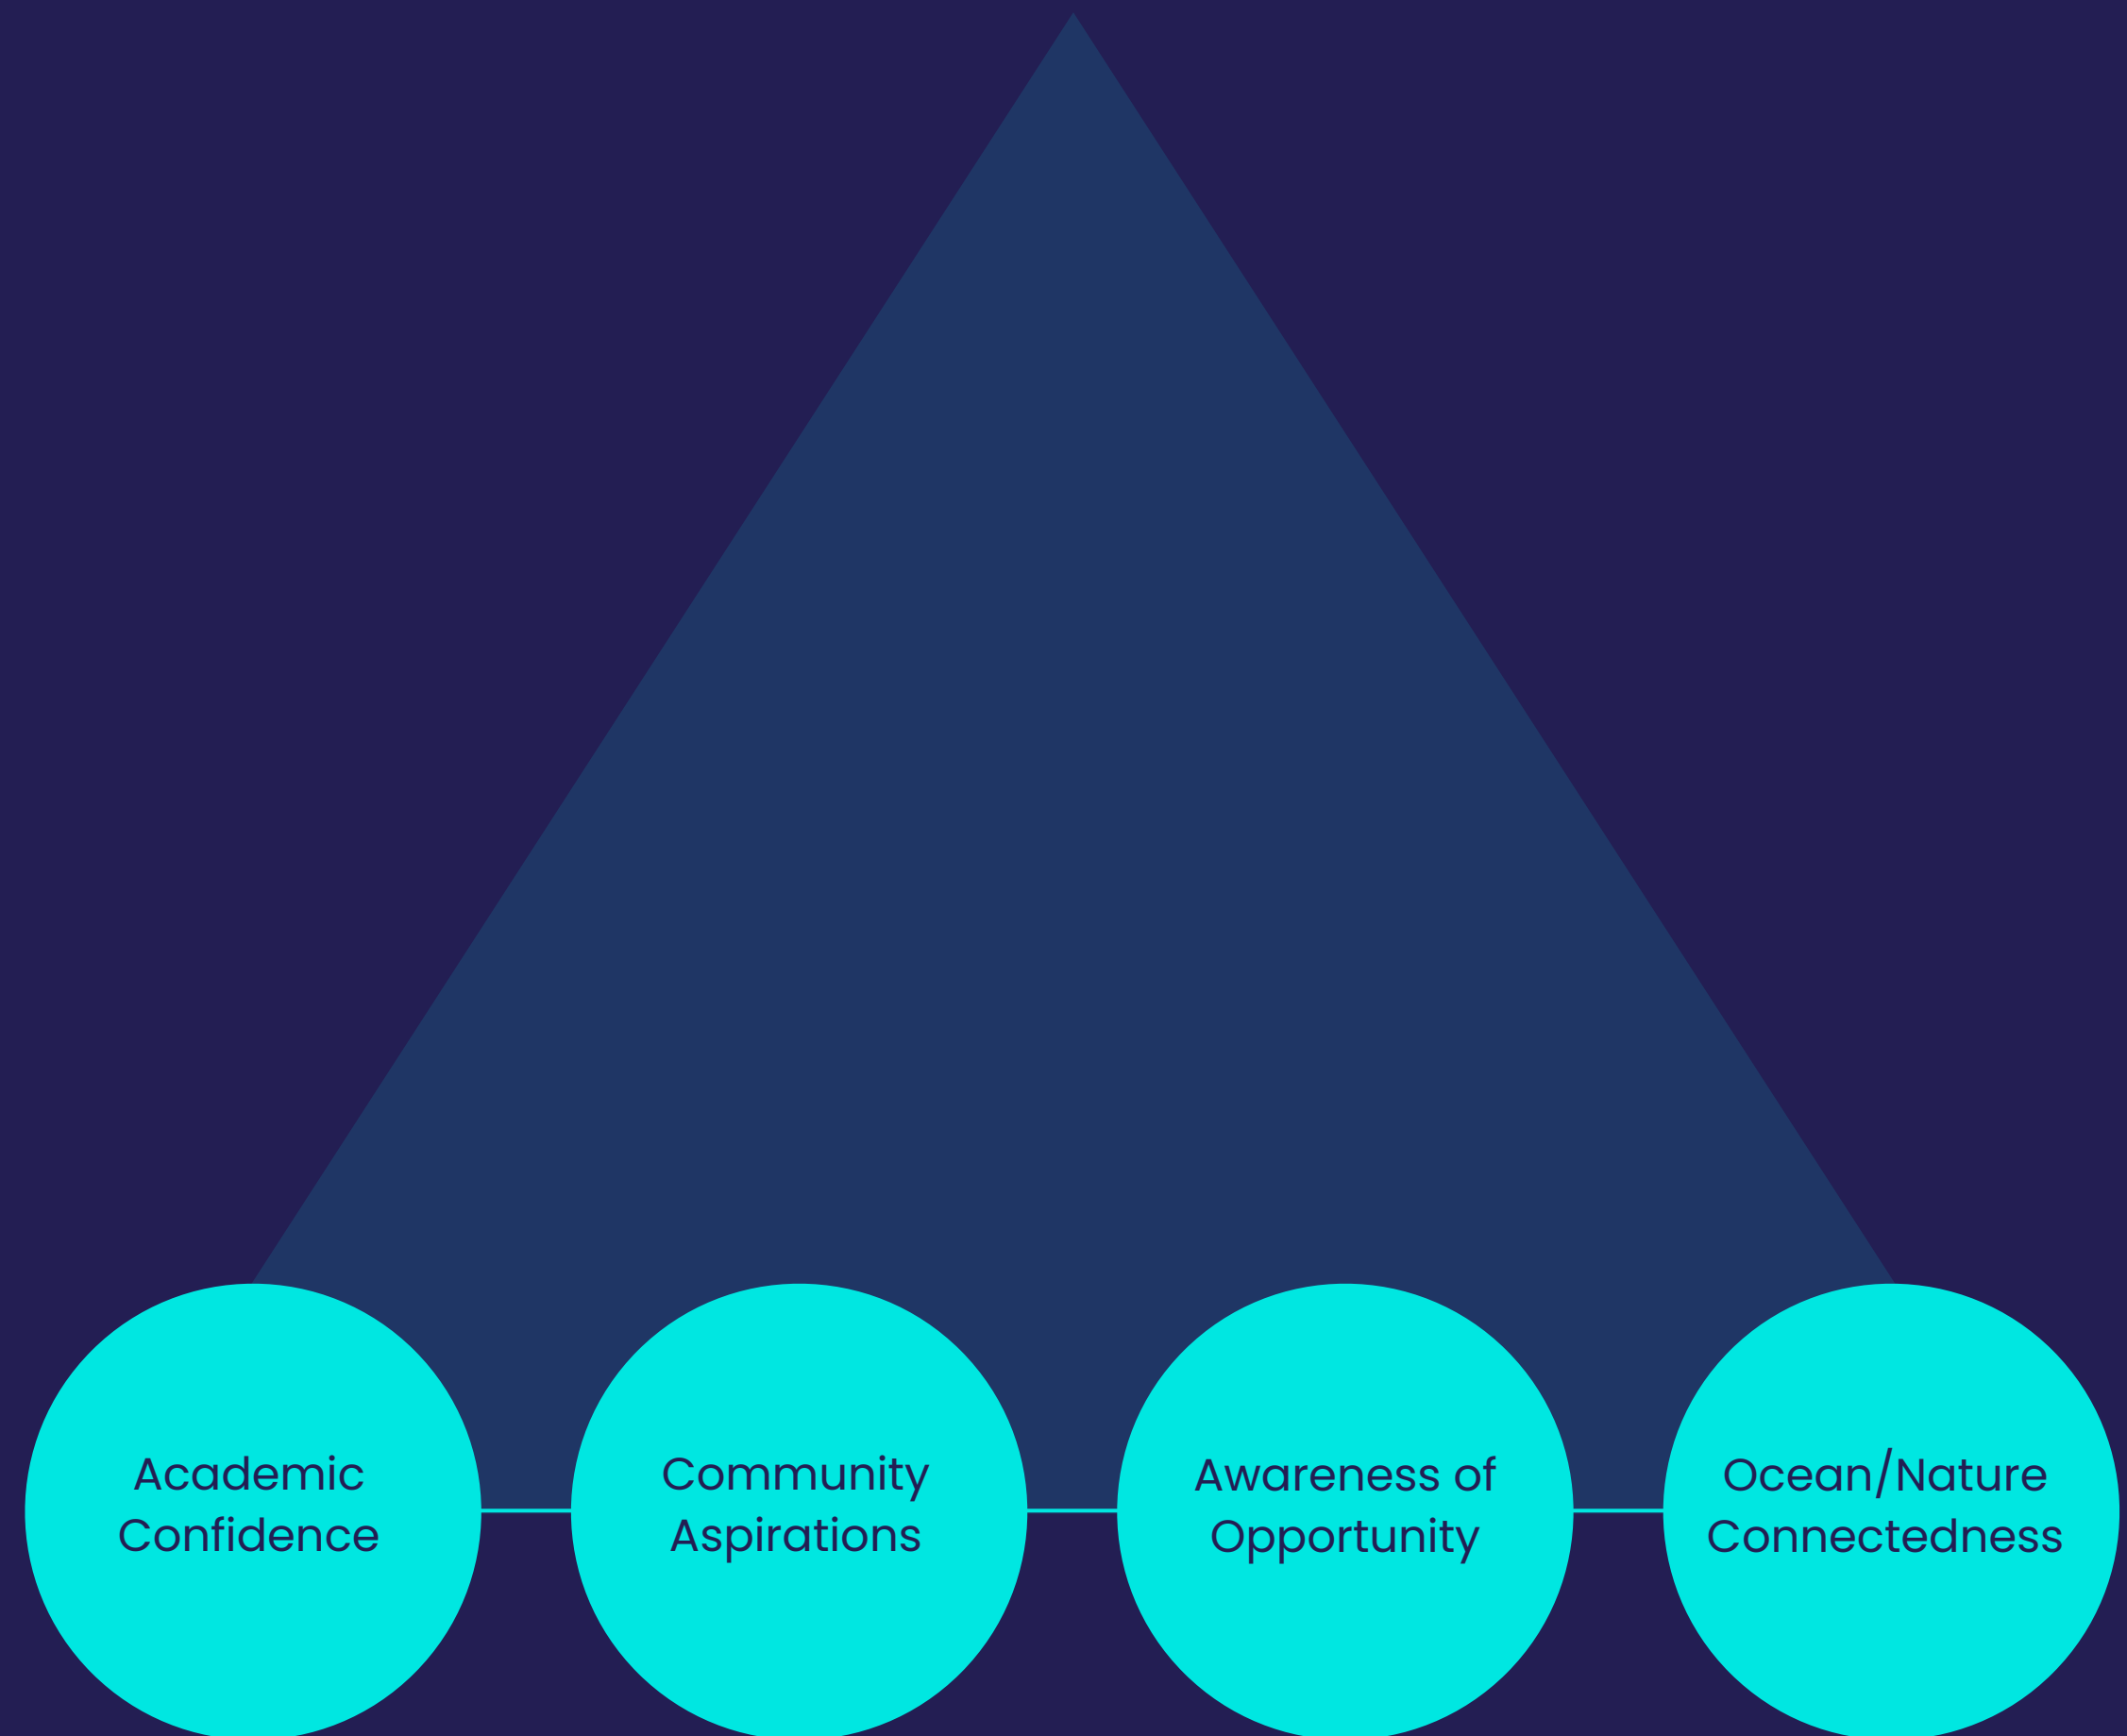 Academic
Confidence
Community
Aspirations
Awareness of
Opportunity
Ocean/Nature
Connectedness